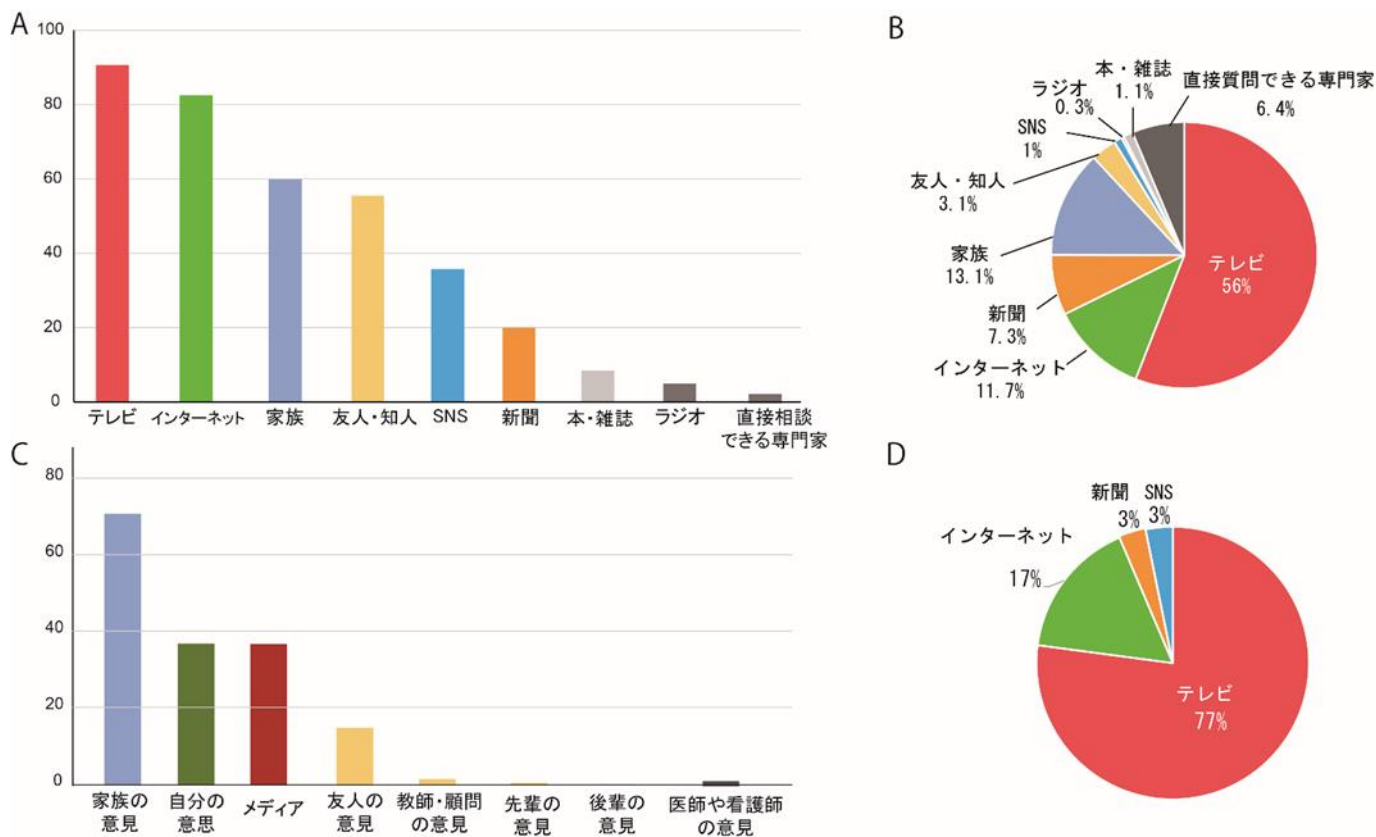 A
100
80
60
40
20
0
テレビ
インターネット
家族
友人・知人
SNS
新聞
本・雑誌
ラジオ
直接相談
できる専門家
B
本・雑誌
1.1%
直接質問できる専門家
6.4%
ラジオ
0.3%
SNS
1%
友人・知人
3.1%
家族
13.1%
新聞
7.3%
インターネット
11.7%
テレビ
56%
C
80
60
40
20
0
家族の
意見
自分の
意思
メディア
友人の
意見
教師・顧問
の意見
先輩の
意見
後輩の
意見
医師や看護師
の意見
D
新聞
3%
SNS
3%
インターネット
17%
テレビ
77%